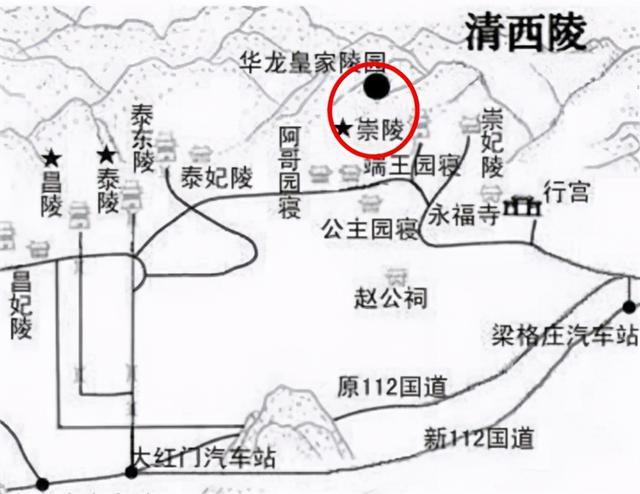 清西陵
华龙皇家陵园
泰东陵
崇陵
崇妃陵
阿哥园寝
端王园寝
昌陵
泰陵
泰妃陵
行宫
永福寺
公主园寝
昌妃陵
赵公祠
梁格庄汽车站
原112国道
新112国道
大红门汽车站